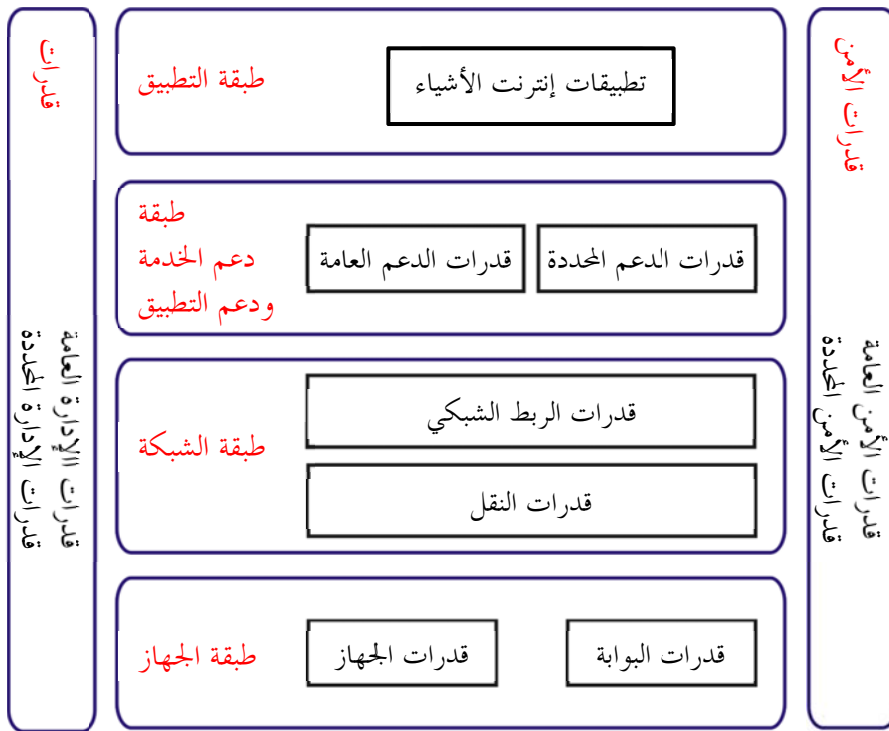 قدرات الأمن
قدرات الأمن العامة
قدرات الأمن المحددة
طبقة التطبيق
تطبيقات إنترنت الأشياء
طبقة
دعم الخدمة
ودعم التطبيق
قدرات الدعم المحددة
قدرات الدعم العامة
طبقة الشبكة
قدرات الربط الشبكي
قدرات النقل
طبقة الجهاز
قدرات البوابة
قدرات الجهاز
قدرات
قدرات االإدارة العامة
قدرات الإدارة المحددة